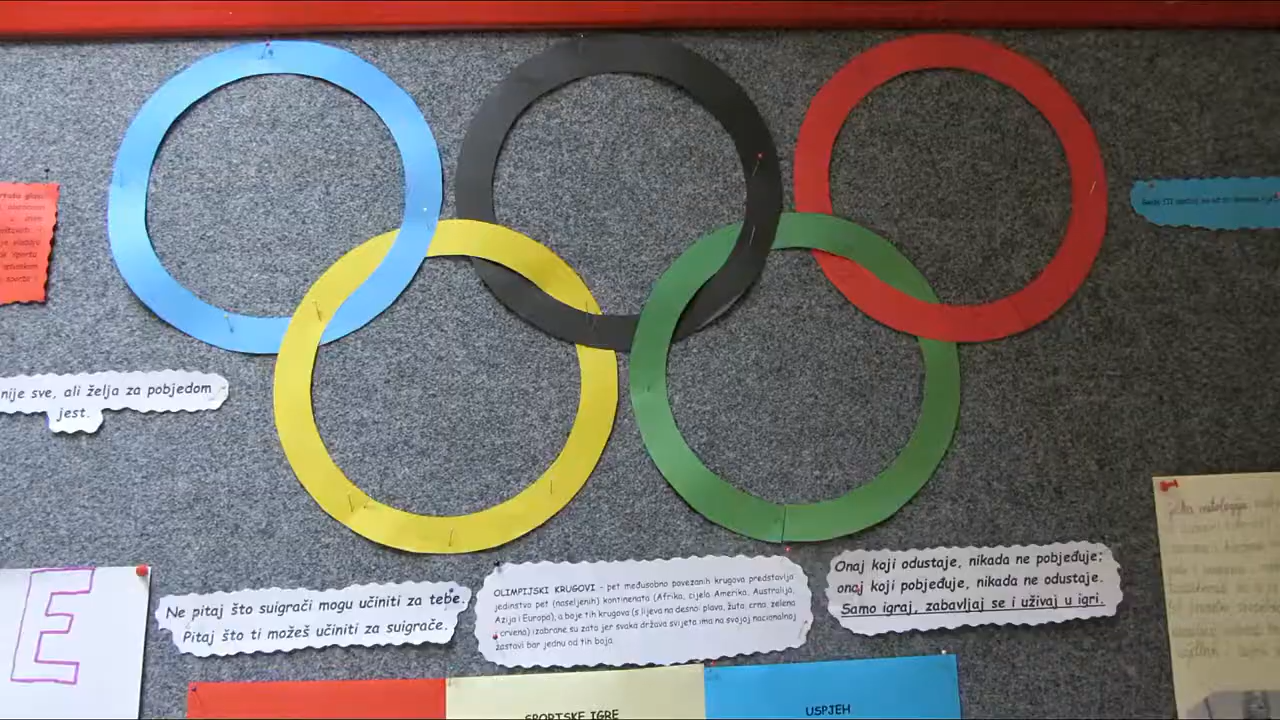 nije sve, ali želja za pobjedom
jest.
E
Ne pitaj što suigrači mogu učiniti za tebe.
Pitaj što ti možeš učiniti za suigrače.
OLIMPIJSKI KRUGOVI - pet međusobno povezanih krugova predstavlja
jedinstvo pet (naseljenih) kontinenata (Afrika, cijela Amerika, Australija,
Azija i Europa), a boje tih krugova (s lijeva na desno: plava, žuta, crna, zelena
i crvena) izabrane su zato jer svaka država svijeta ima na svojoj nacionalnoj
zastavi bar jednu od tih boja.
Onaj koji odustaje, nikada ne pobjeđuje;
onaj koji pobjeđuje, nikada ne odustaje.
Samo igraj, zabavljaj se i uživaj u igri.
SPORTSKE IGRE
USPJEH